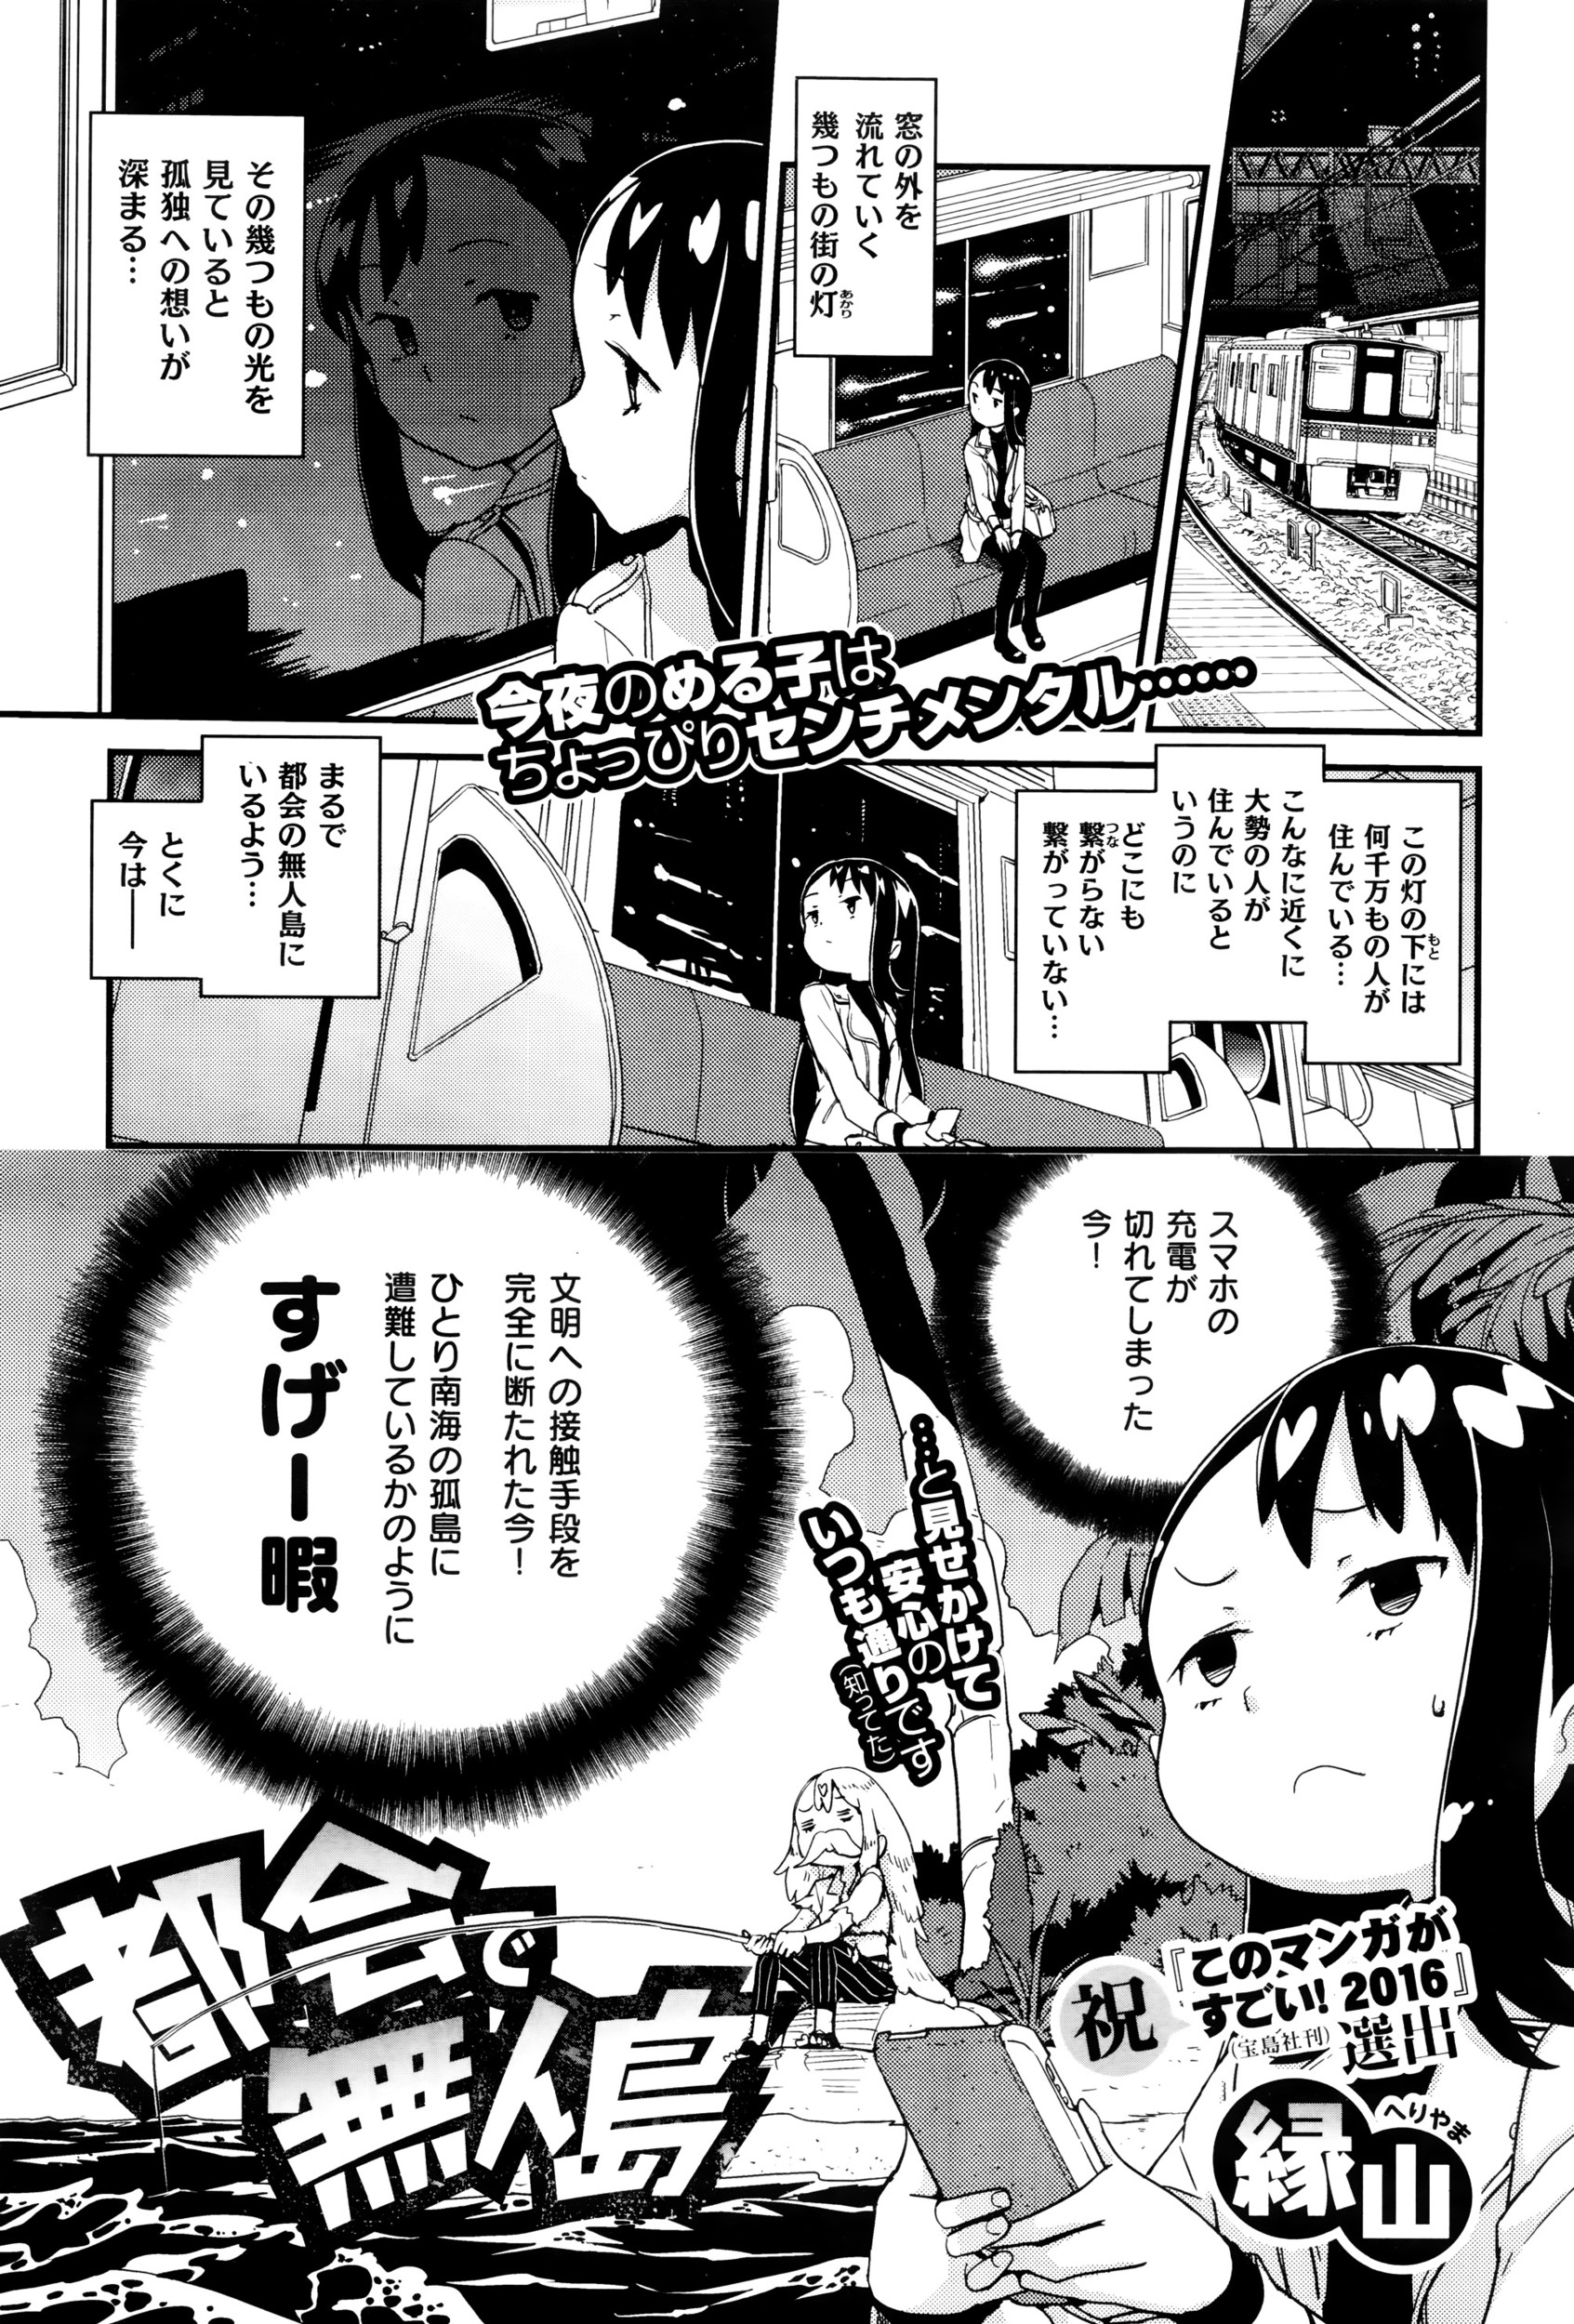 窓の外を
流れていく
幾つもの街の灯
あかり
その幾つもの光を
見ていると
孤独への想いが
深まる…
今夜のめる子は
ちょっぴりセンチメンタル……
この灯の下には
もと
何千万もの人が
住んでいる…
こんなに近くに
大勢の人が
住んでいると
いうのに
どこにも
繋がらない
つな
繋がっていない…
まるで
都会の無人島に
いるよう…
とくに
今は――
スマホの
充電が
切れてしまった
今！
文明への接触手段を
完全に断たれた今！
ひとり南海の孤島に
遭難しているかのように
すげー暇
…と見せかけて
安心の
いつも通りです
（知ってた）
都会で
無人島
祝
『このマンガが
すごい！2016』
（宝島社刊）選出
縁山
へりやま